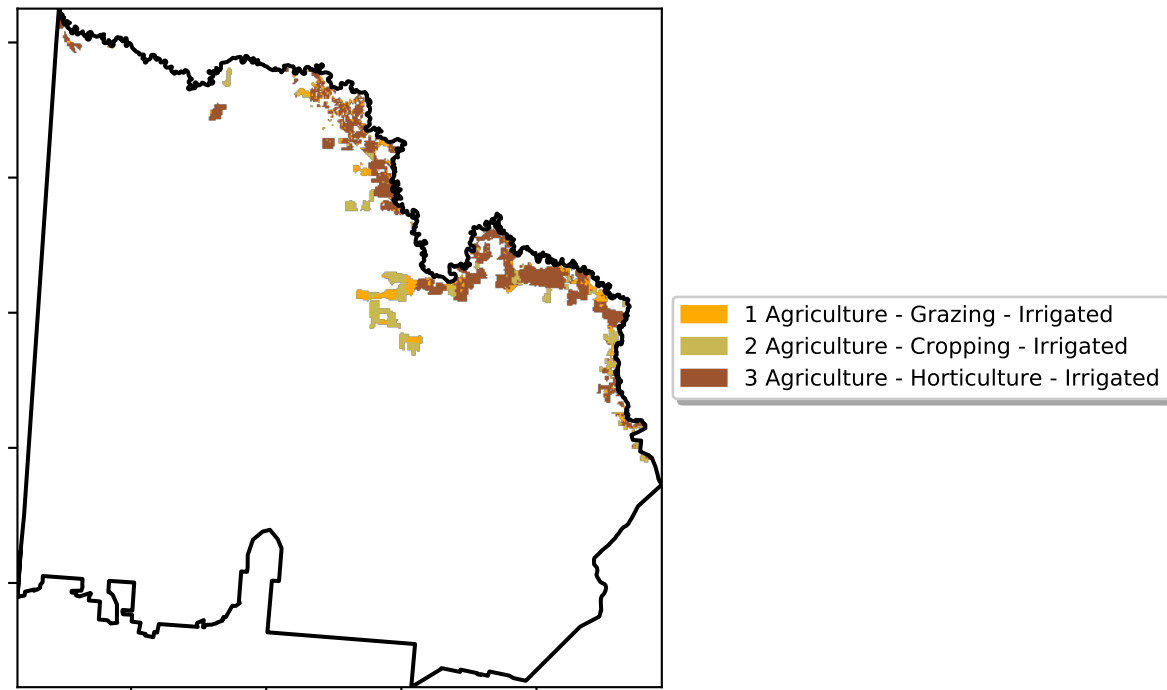 1 Agriculture - Grazing - Irrigated
2 Agriculture - Cropping - Irrigated
3 Agriculture - Horticulture - Irrigated